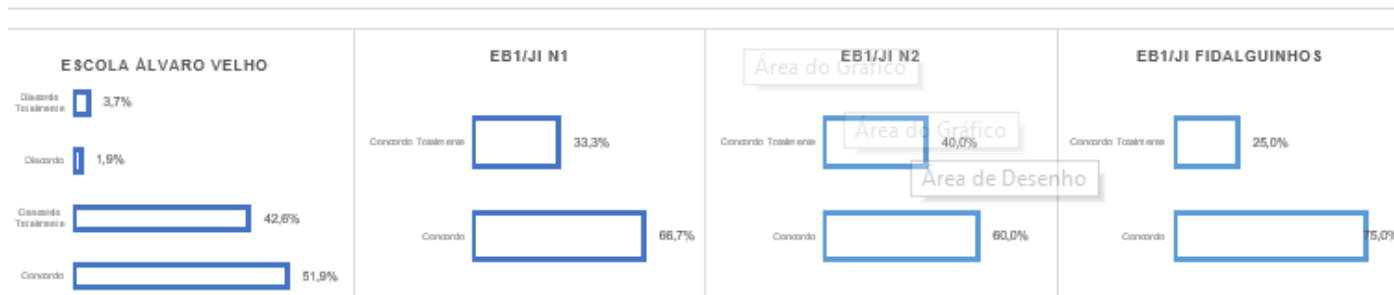 ESCOLA ÁLVARO VELHO
Discordo
Totalmente
3,7%
Discordo
1,9%
Concordo
Totalmente
42,6%
Concordo
51,9%
EB1/JI N1
Concordo Totalmente
33,3%
Concordo
66,7%
EB1/JI N2
Área do Gráfico
Área do Gráfico
Concordo Totalmente
40,0%
Área de Desenho
Concordo
60,0%
EB1/JI FIDALGUINHOS
Concordo Totalmente
25,0%
Concordo
75,0%